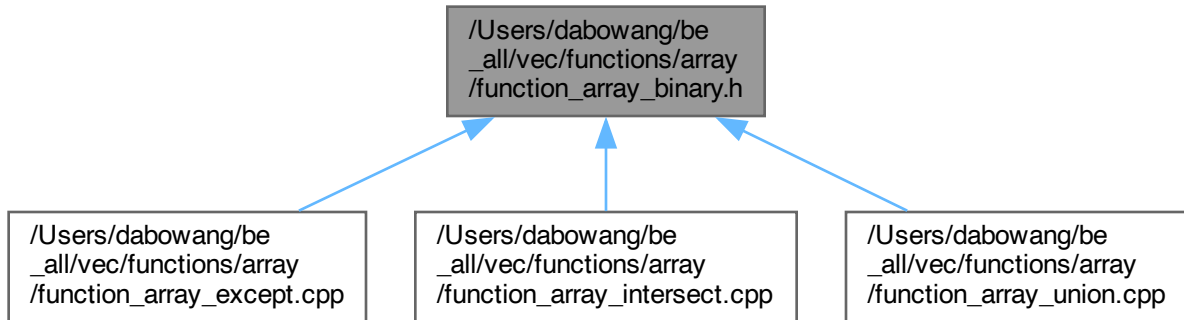 /Users/dabowang/be
_all/vec/functions/array
/function_array_binary.h
/Users/dabowang/be
_all/vec/functions/array
/function_array_except.cpp
/Users/dabowang/be
_all/vec/functions/array
/function_array_intersect.cpp
/Users/dabowang/be
_all/vec/functions/array
/function_array_union.cpp